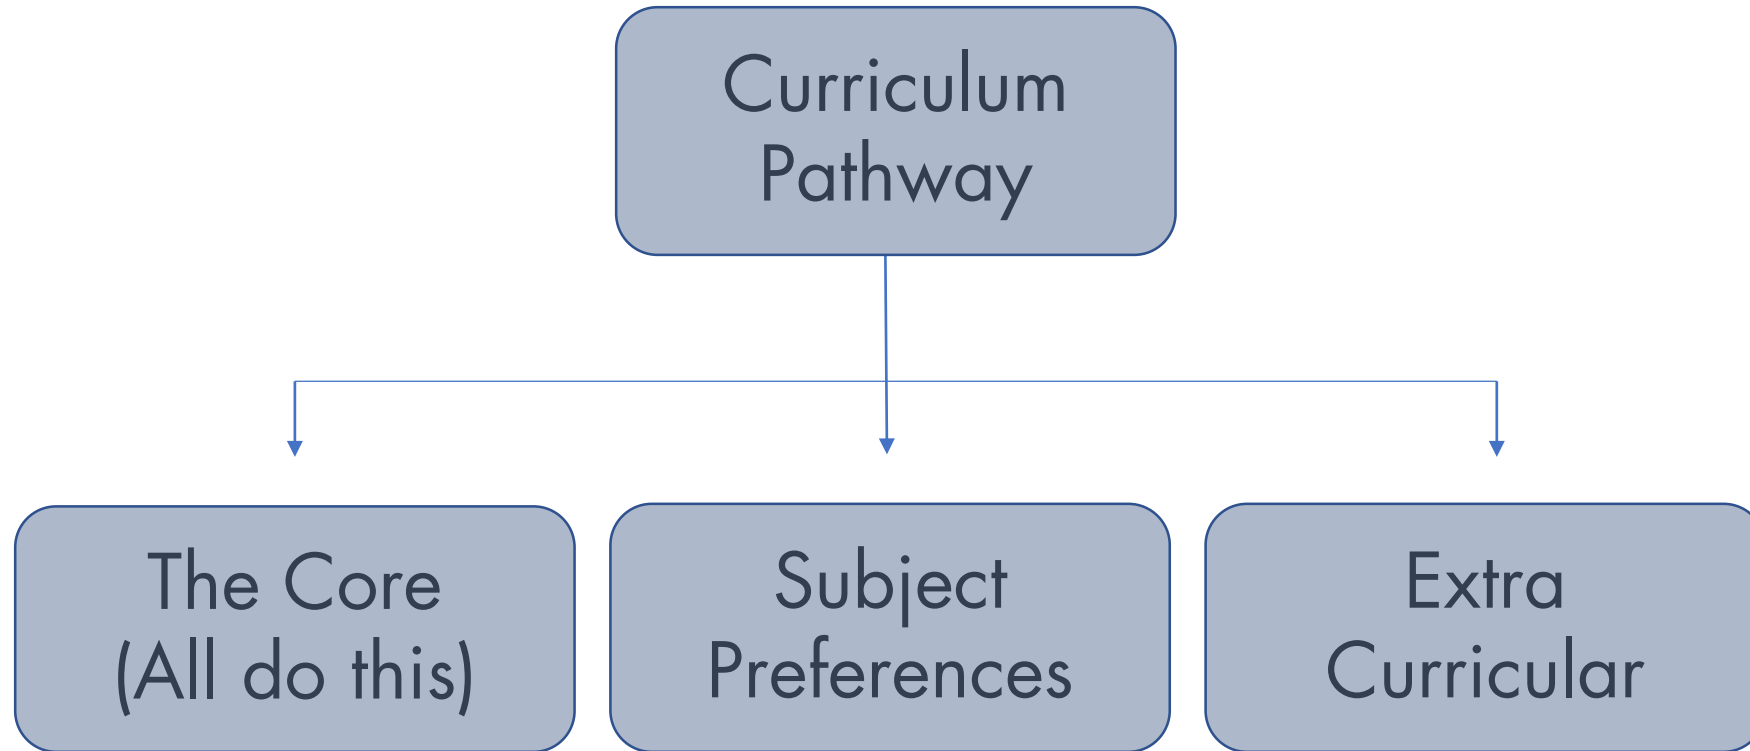 Curriculum
Pathway
The Core
(All do this)
Subject
Preferences
Extra
Curricular